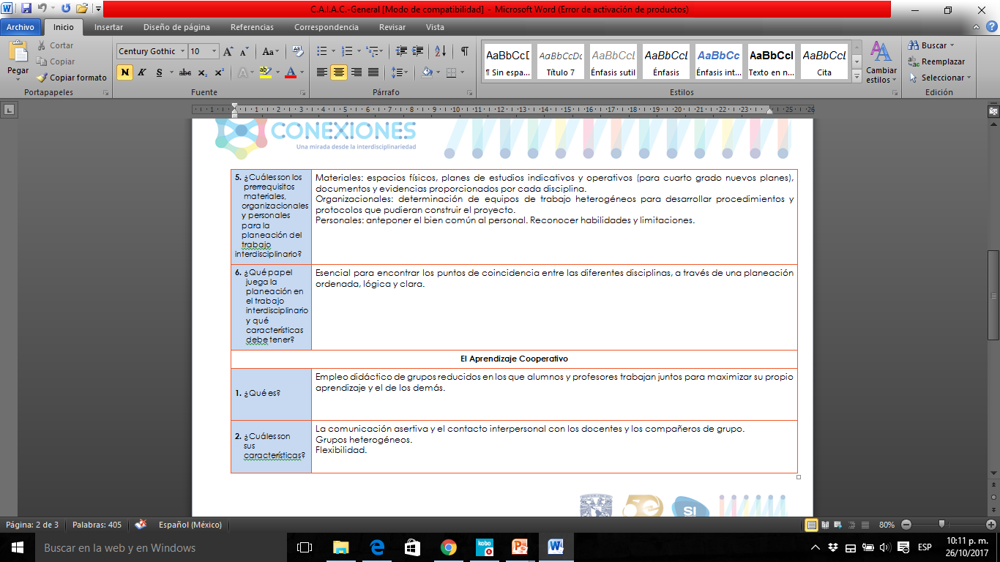 C.A.I.A.C.-General [Modo de compatibilidad] - Microsoft Word (Error de activación de productos)
Archivo Inicio Insertar Diseño de página Referencias Correspondencia Revisar Vista
Pegar
Cortar
Copiar
Copiar formato
Portapapeles
Century Gothic 10
Fuente
Párrafo
AaBbCcD AaBbCcDc AaBbCcL AaBbCcL AaBbCc AaBbCcl AaBbCcL
¶ Sin espa... Título 7 Énfasis sutil Énfasis Énfasis int... Texto en n... Cita
Cambiar estilos
Estilos
Buscar
Reemplazar
Seleccionar
Edición
CONEXIONES
Una mirada desde la interdisciplinariedad
5. ¿Cuáles son los
prerrequisitos
materiales,
organizacionales
y personales
para la
planeación del
trabajo
interdisciplinario?
Materiales: espacios físicos, planes de estudios indicativos y operativos (para cuarto grado nuevos planes),
documentos y evidencias proporcionados por cada disciplina.
Organizacionales: determinación de equipos de trabajo heterogéneos para desarrollar procedimientos y
protocolos que pudieran construir el proyecto.
Personales: anteponer el bien común al personal. Reconocer habilidades y limitaciones.
6. ¿Qué papel
juega la
planeación en
el trabajo
interdisciplinario
y qué
características
debe tener?
Esencial para encontrar los puntos de coincidencia entre las diferentes disciplinas, a través de una planeación
ordenada, lógica y clara.
El Aprendizaje Cooperativo
1. ¿Qué es?
Empleo didáctico de grupos reducidos en los que alumnos y profesores trabajan juntos para maximizar su propio
aprendizaje y el de los demás.
2. ¿Cuáles son
sus
características?
La comunicación asertiva y el contacto interpersonal con los docentes y los compañeros de grupo.
Grupos heterogéneos.
Flexibilidad.
Página: 2 de 3 Palabras: 405 Español (México) 80%
Buscar en la web y en Windows
kobo
ESP
10:11 p. m.
26/10/2017